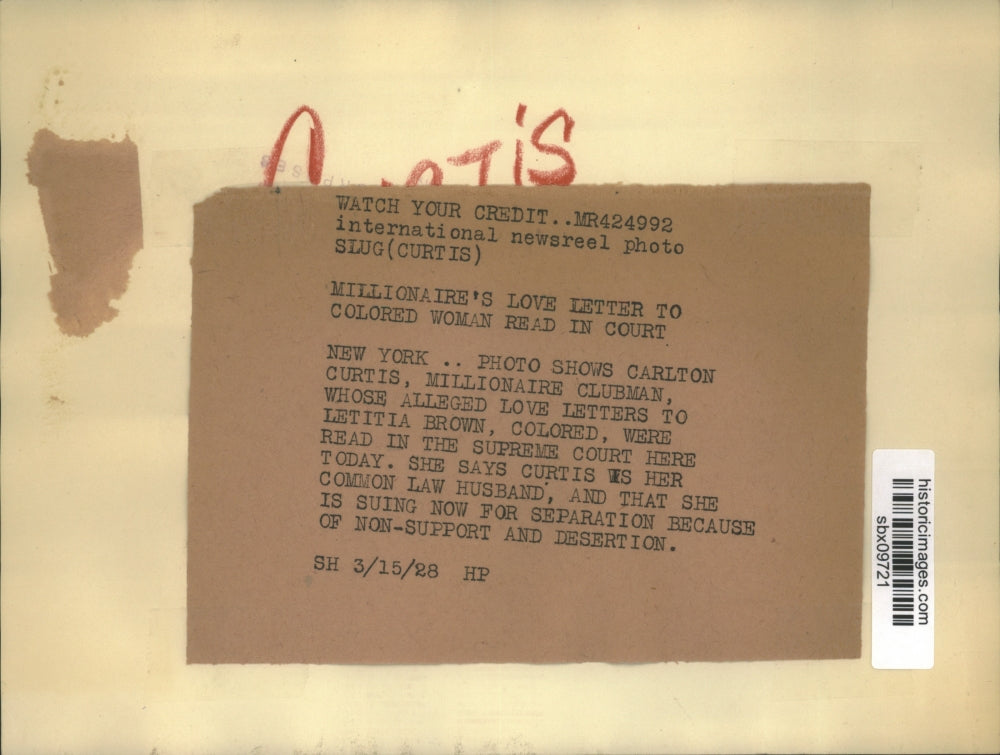 WATCH YOUR CREDIT..MR424992
international newsreel photo
SLUG(CURTIS)
MILLIONAIRE'S LOVE LETTER TO
COLORED WOMAN READ IN COURT
NEW YORK .. PHOTO SHOWS CARLTON
CURTIS, MILLIONAIRE CLUBMAN,
WHOSE ALLEGED LOVE LETTERS TO
LETITIA BROWN, COLORED, WERE
READ IN THE SUPREME COURT HERE
TODAY. SHE SAYS CURTIS IS HER
COMMON LAW HUSBAND, AND THAT SHE
IS SUING NOW FOR SEPARATION BECAUSE
OF NON-SUPPORT AND DESERTION.
SH 3/15/28 HP
historicimages.com
sbx09721